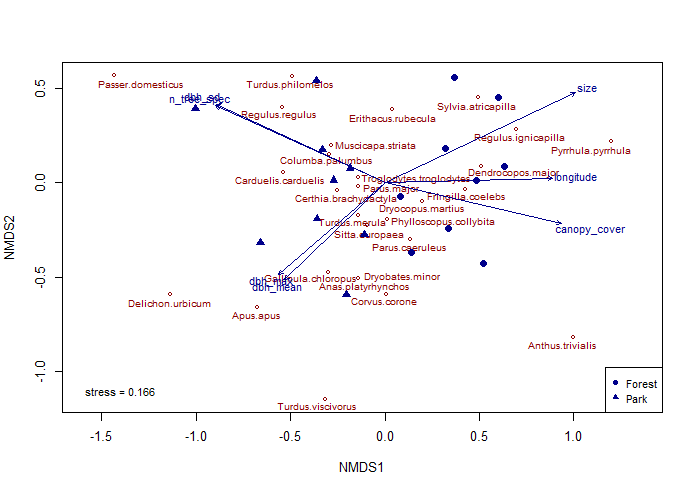 Passer.domesticus
Turdus.philomelos
size
dbh_sd
n_tree_spec
Sylvia.atricapilla
Regulus.regulus
Erithacus.rubecula
Regulus.ignicapilla
Muscicapa.striata
Pyrrhula.pyrrhula
Columba.palumbus
Dendrocopos.major
Carduelis.carduelis
Troglodytes.troglodytes
longitude
Parus.major
Certhia.brachydactyla
Fringilla.coelebs
Dryocopus.martius
Turdus.merula
Phylloscopus.collybita
canopy_cover
Sitta.europaea
Parus.caeruleus
Gallinula.chloropus
Dryobates.minor
dbh_max
dbh_mean
Anas.platyrhynchos
Delichon.urbicum
Corvus.corone
Apus.apus
Anthus.trivialis
Turdus.viscivorus
stress = 0.166
Forest
Park
NMDS2
0.5
0.0
-0.5
-1.0
-1.5
-1.0
-0.5
0.0
0.5
1.0
NMDS1